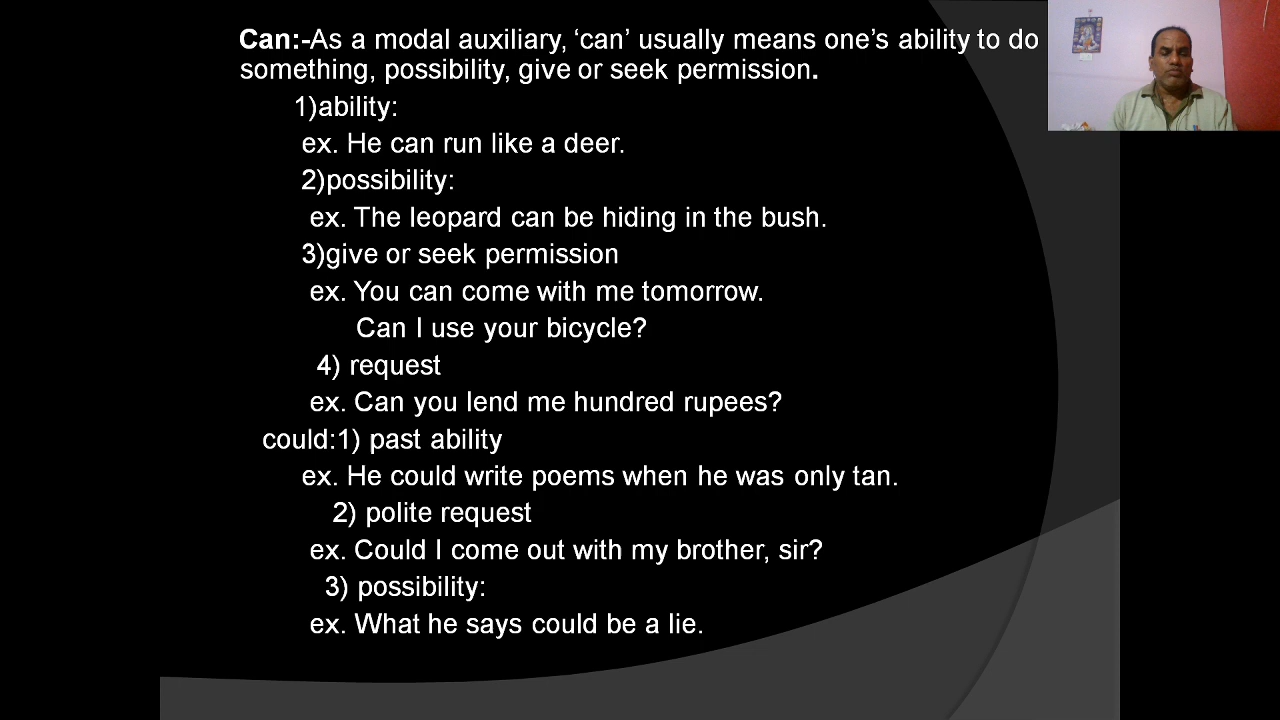 Can:-As a modal auxiliary, ‘can’ usually means one’s ability to do
something, possibility, give or seek permission.
1)ability:
ex. He can run like a deer.
2)possibility:
ex. The leopard can be hiding in the bush.
3)give or seek permission
ex. You can come with me tomorrow.
Can I use your bicycle?
4) request
ex. Can you lend me hundred rupees?
could:1) past ability
ex. He could write poems when he was only tan.
2) polite request
ex. Could I come out with my brother, sir?
3) possibility:
ex. What he says could be a lie.